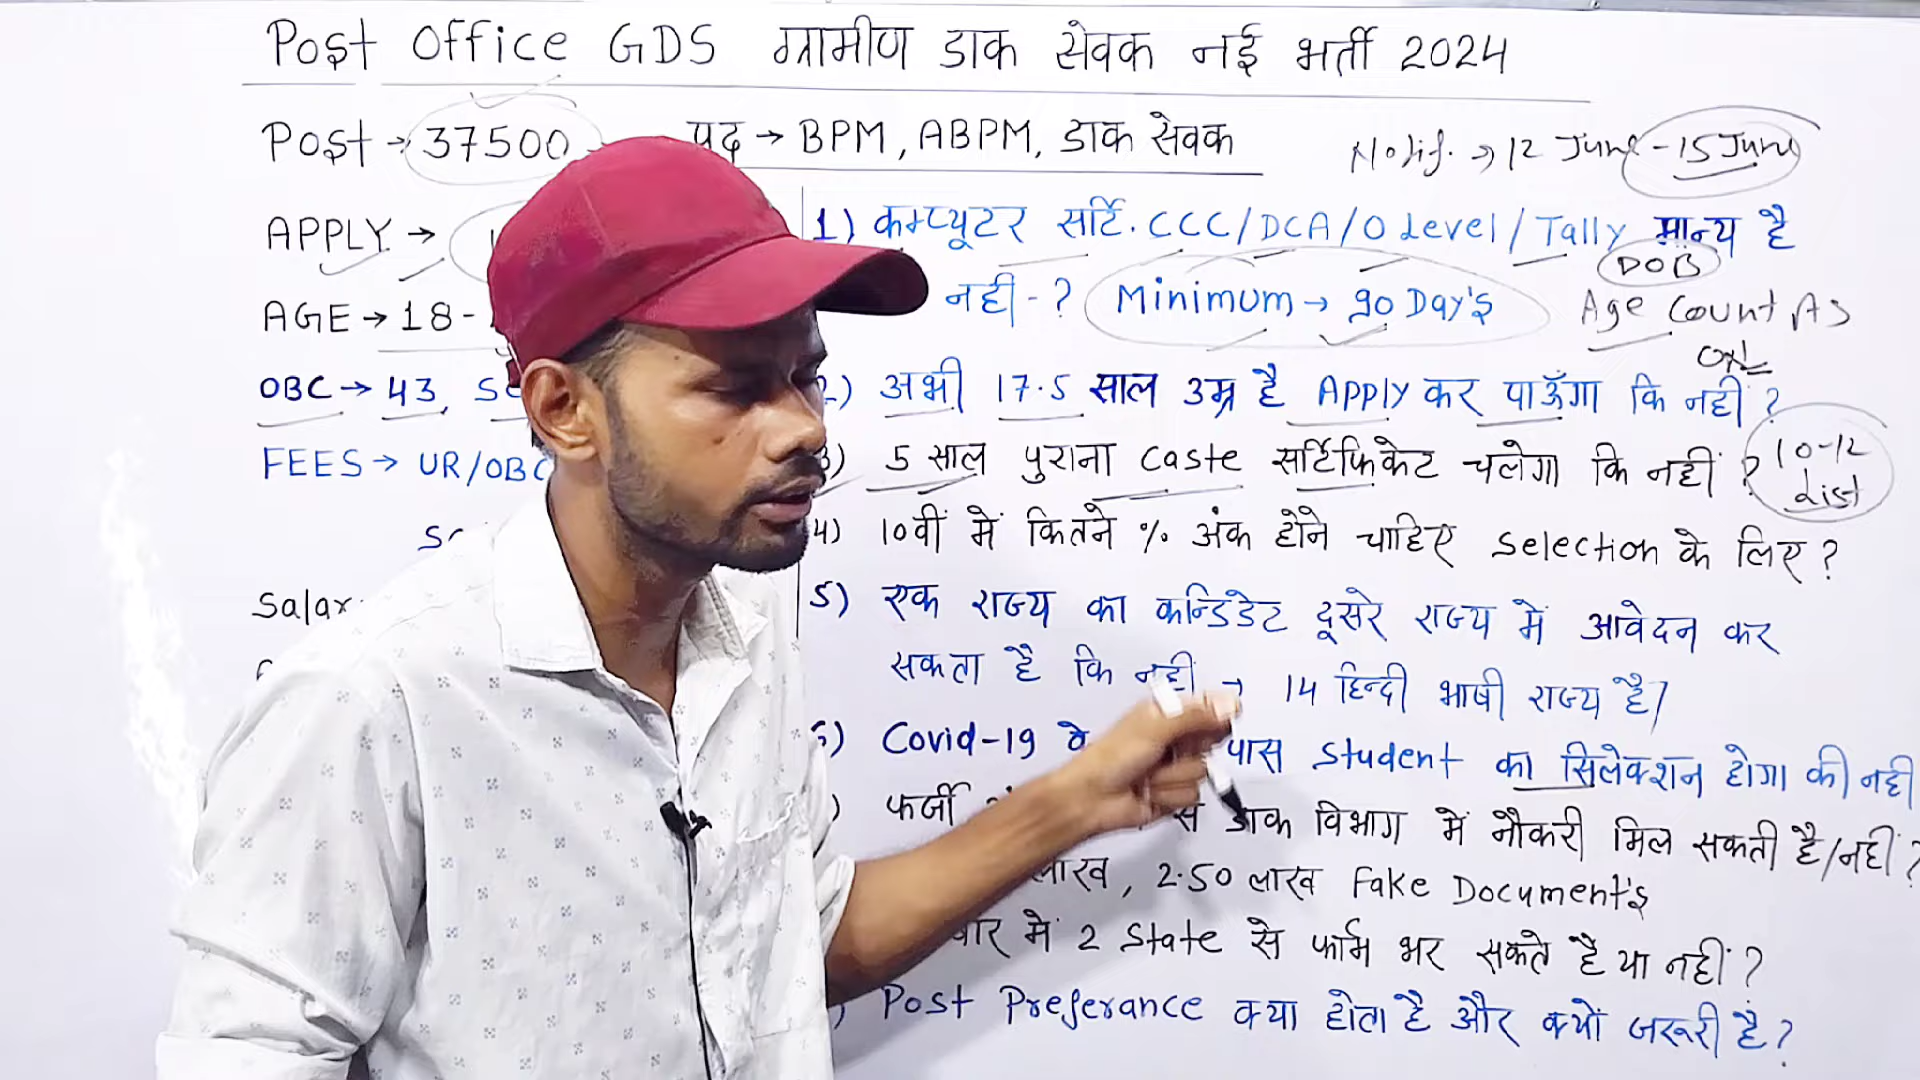 Post Office GDS ग्रामीण डाक सेवक नई भर्ती 2024
Post → 37500
पद → BPM, ABPM, डाक सेवक
Notif. → 12 June - 15 June
APPLY →
AGE → 18-
OBC → 43,
FEES → UR/OBC
1) कम्प्यूटर सर्टि. CCC/DCA/O Level/Tally मान्य है
नही - ? Minimum → 90 Day's
DOB
Age Count As
2) अभी 17.5 साल उम्र है Apply कर पाऊँगा कि नहीं ?
3) 5 साल पुराना Caste सर्टिफिकेट चलेगा कि नहीं ?
10-12
List
4) 10वीं में कितने % अंक होने चाहिए Selection के लिए ?
5) एक राज्य का कन्डिडेट दूसरे राज्य में आवेदन कर
सकता है कि नही → 14 हिन्दी भाषी राज्य है/
6) Covid-19 पास Student का सिलेक्शन होगा की नही
फर्जी से डाक विभाग में नौकरी मिल सकती है/नहीं ?
लाख, 2.50 लाख Fake Document's
बार में 2 State से फार्म भर सकते है या नहीं ?
Post Preferance क्या होता है और क्यों जरूरी है ?